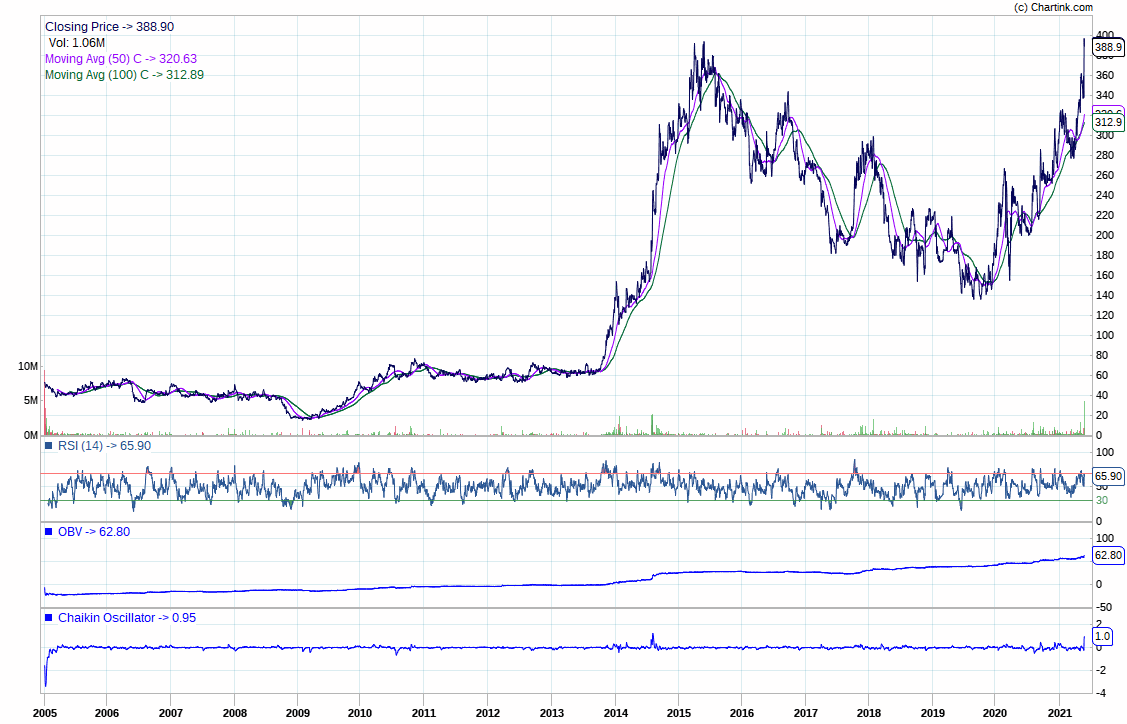 (c) Chartink.com
Closing Price -> 388.90
Vol: 1.06M
Moving Avg (50) C -> 320.63
Moving Avg (100) C -> 312.89
400
388.9
360
340
312.9
300
280
260
240
220
200
180
160
140
120
100
80
60
40
20
0
10M
5M
0M
RSI (14) -> 65.90
100
65.90
50
30
0
OBV -> 62.80
100
62.80
0
-50
Chaikin Oscillator -> 0.95
2
1.0
0
-2
-4
2005 2006 2007 2008 2009 2010 2011 2012 2013 2014 2015 2016 2017 2018 2019 2020 2021